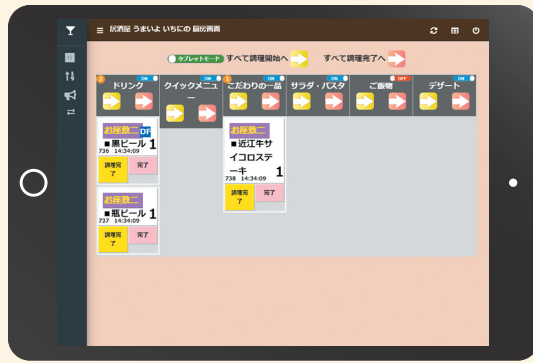 居酒屋 うまいよ いちにの 厨房画面
タブレットモード すべて調理開始へ すべて調理完了へ
2 ON ON 1 ON ON OFF ON
ドリンク クイックメニュー こだわりの一品 サラダ・パスタ ご飯物 デザート
お座敷二 DF
■黒ビール 1
736 14:34:09
調理完了 完了
お座敷二
■瓶ビール 1
737 14:34:09
調理完了 完了
お座敷二
■近江牛サ
イコロステ
ーキ 1
738 14:34:09
調理完了 完了